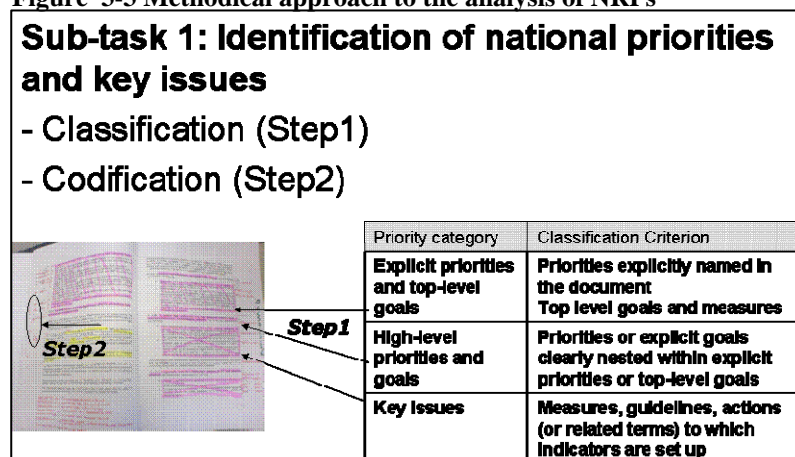 Figure 3-3 Methodical approach to the analysis of NRPs
Sub-task 1: Identification of national priorities
and key issues
- Classification (Step1)
- Codification (Step2)
Step1
Step2
Priority category
Classification Criterion
Explicit priorities
and top-level
goals
Priorities explicitly named in
the document
Top level goals and measures
High-level
priorities and
goals
Priorities or explicit goals
clearly nested within explicit
priorities or top-level goals
Key Issues
Measures, guidelines, actions
(or related terms) to which
indicators are set up